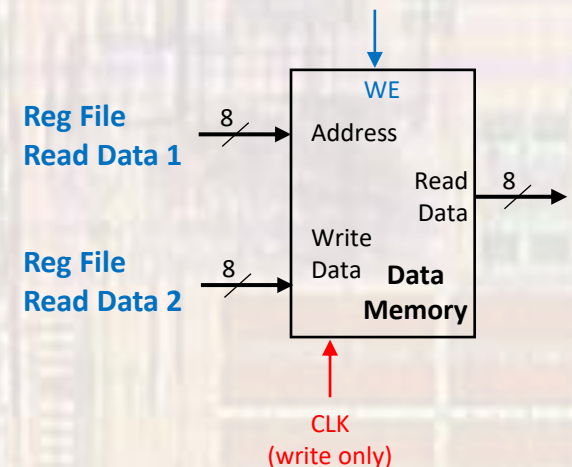 WE
Reg File
Read Data 1
8
Address
Read
Data
8
Reg File
Read Data 2
8
Write
Data
Data
Memory
CLK
(write only)